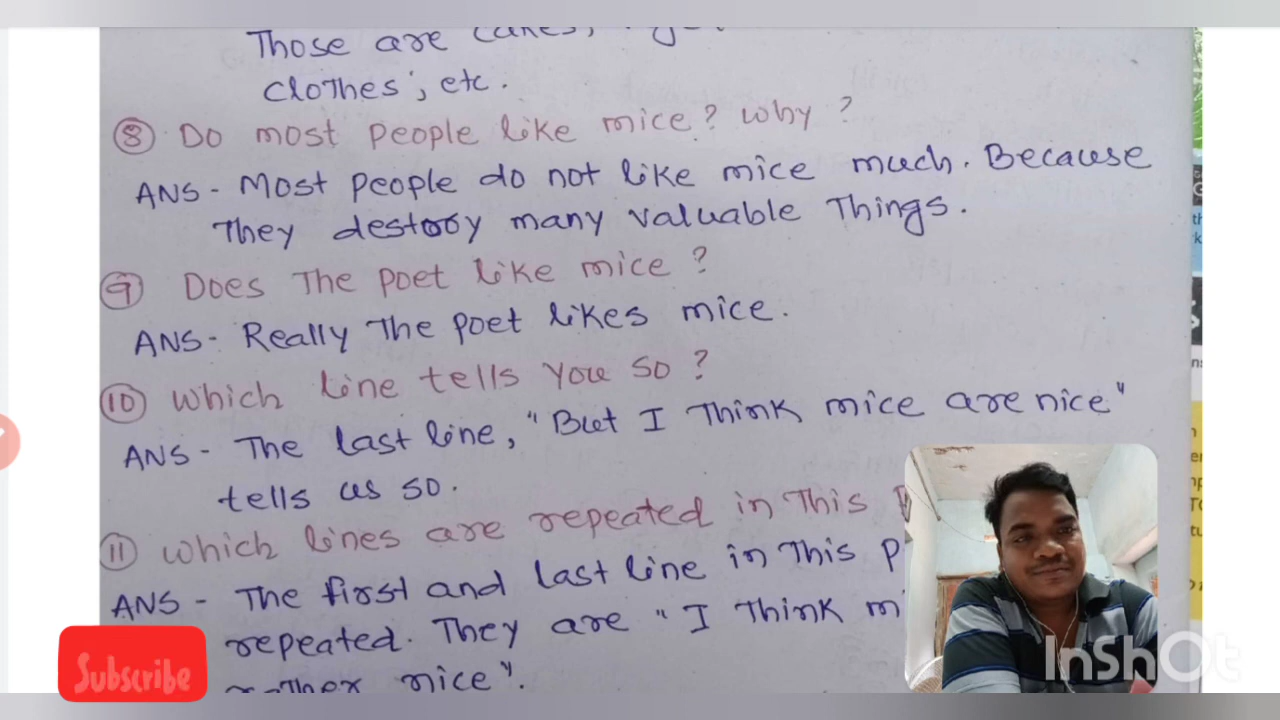 Those are cakes,
clothes', etc.
⑧ Do most people like mice? why?
ANS - Most people do not like mice much. Because
They destroy many valuable Things.
⑨ Does The poet like mice?
ANS - Really The poet likes mice.
⑩ which line tells you so?
ANS - The last line, "But I Think mice are nice"
tells us so.
⑪ which lines are repeated in This
ANS - The first and last line in This
repeated. They are "I Think
rather nice".
Subscribe
InShOt